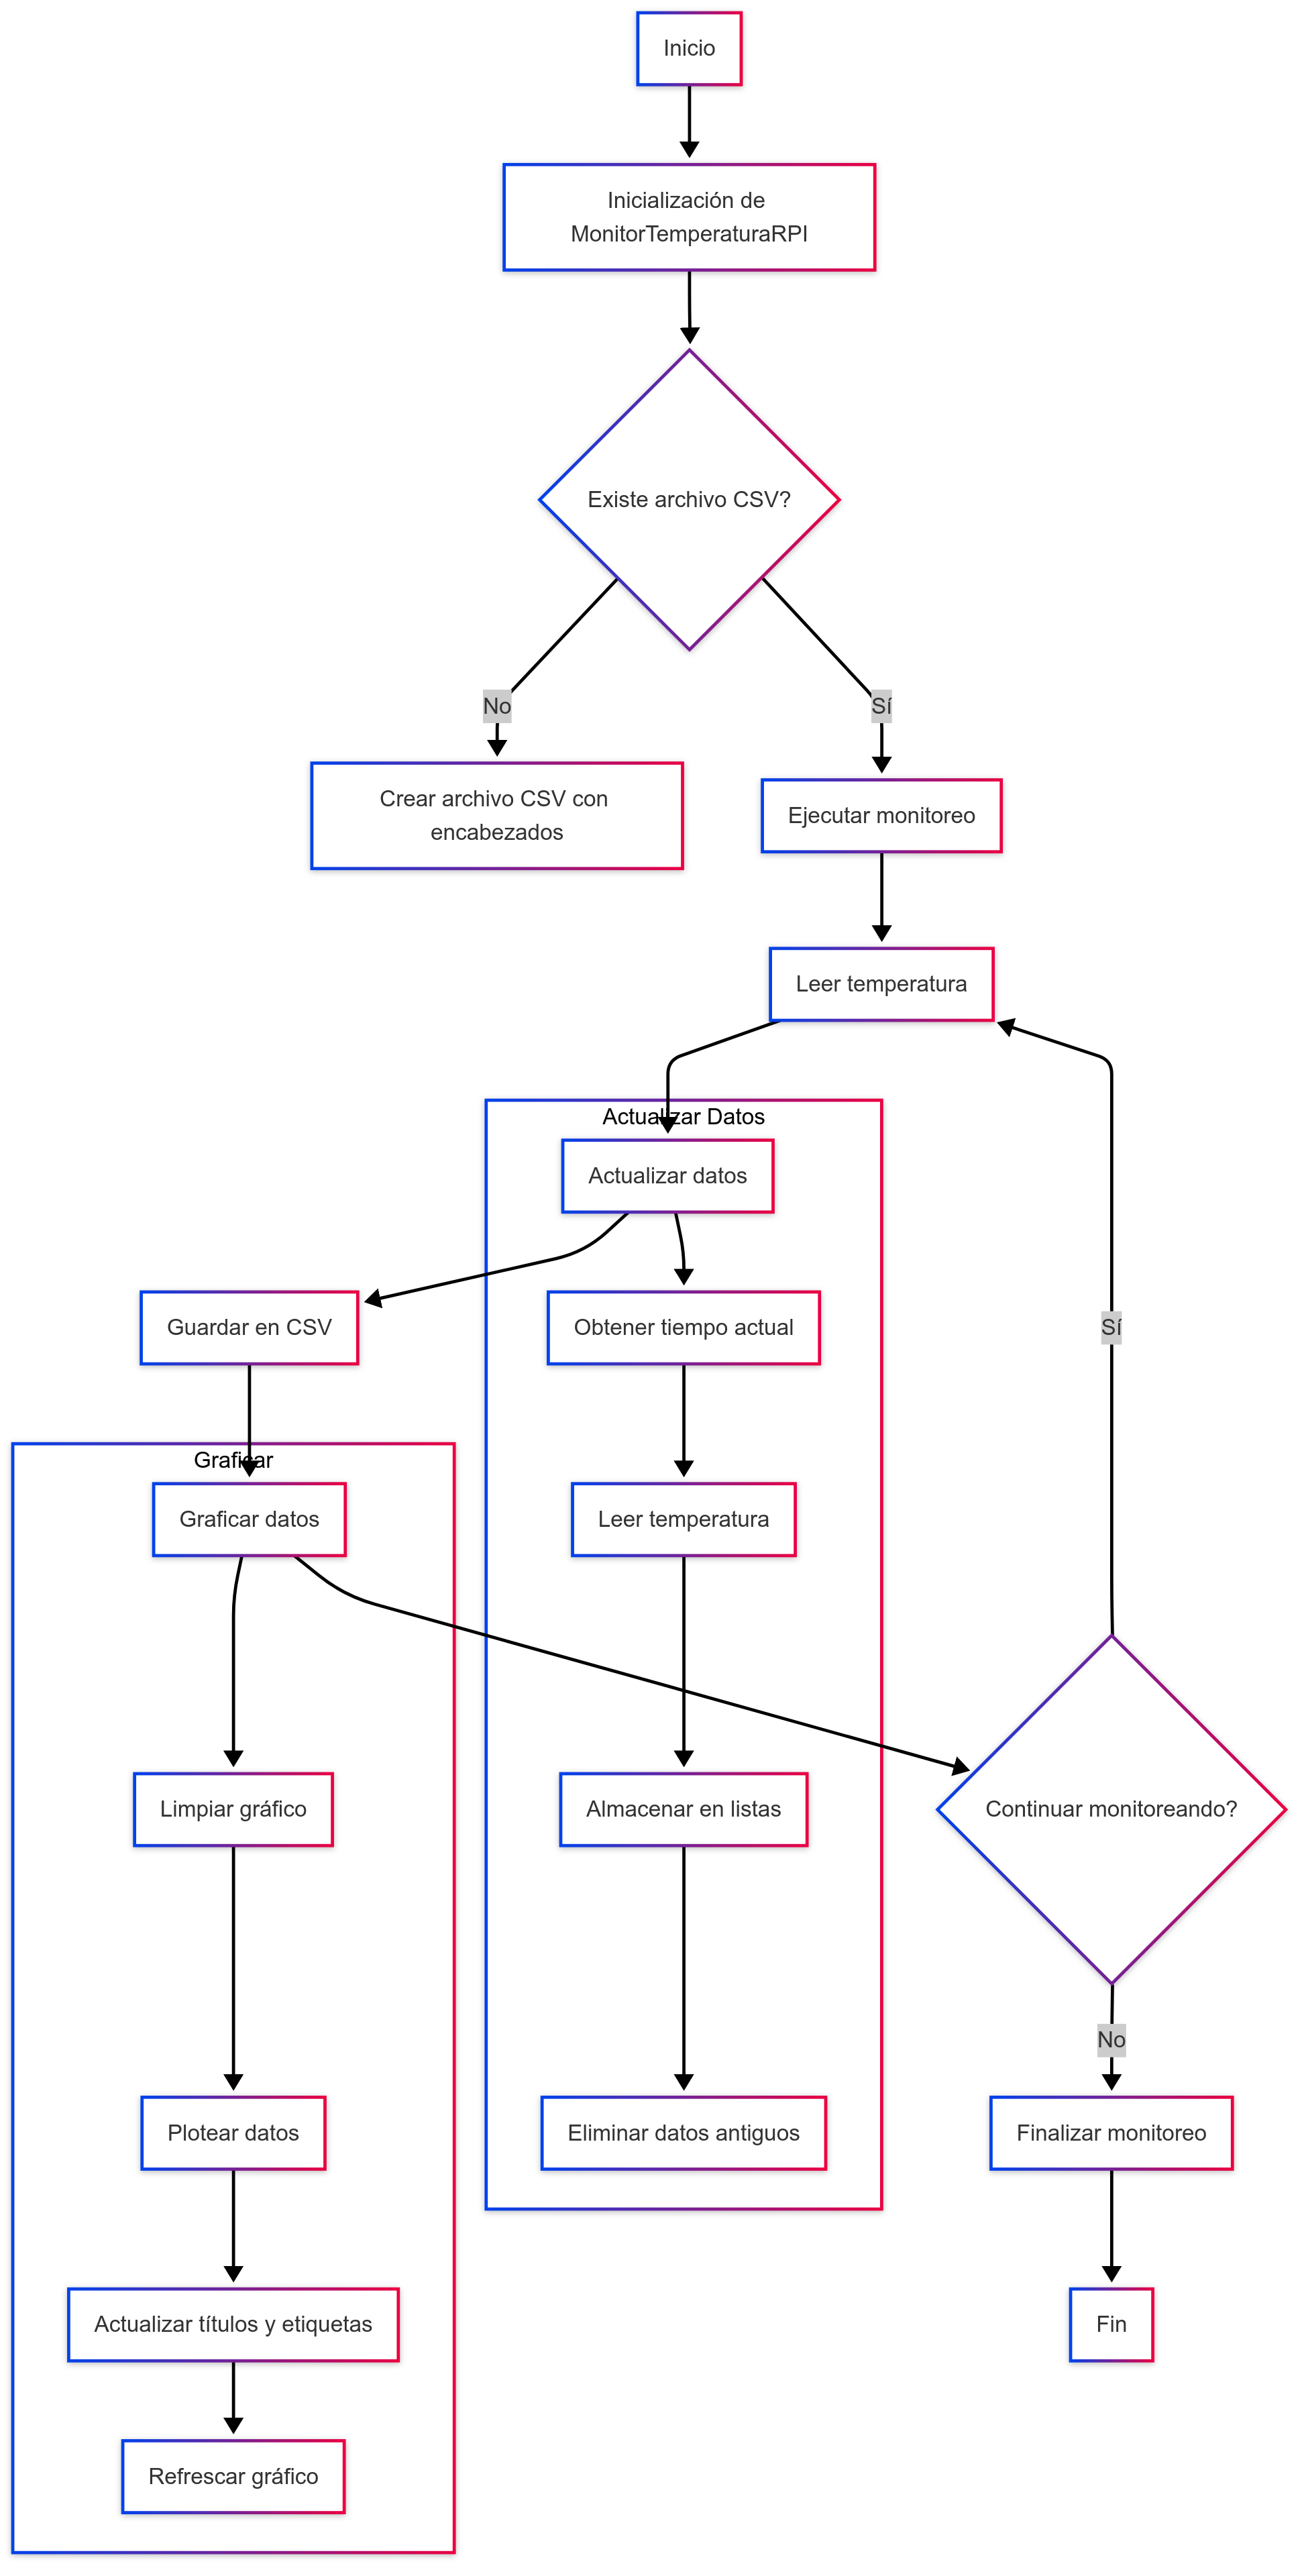 Inicio
Inicialización de
MonitorTemperaturaRPI
Existe archivo CSV?
No
Sí
Crear archivo CSV con
encabezados
Ejecutar monitoreo
Leer temperatura
Actualizar Datos
Actualizar datos
Guardar en CSV
Obtener tiempo actual
Sí
Graficar
Graficar datos
Leer temperatura
Limpiar gráfico
Almacenar en listas
Continuar monitoreando?
No
Plotear datos
Eliminar datos antiguos
Finalizar monitoreo
Actualizar títulos y etiquetas
Fin
Refrescar gráfico